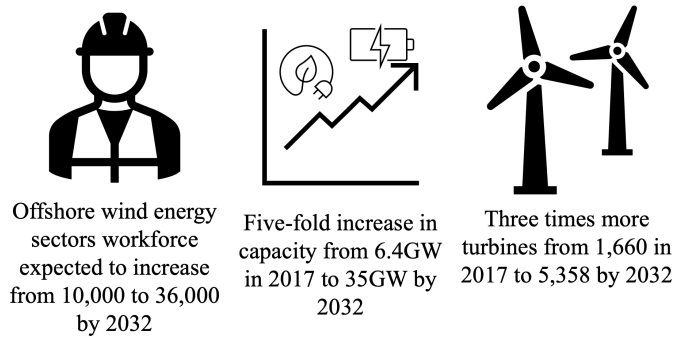 Offshore wind energy
sectors workforce
expected to increase
from 10,000 to 36,000
by 2032
Five-fold increase in
capacity from 6.4GW
in 2017 to 35GW by
2032
Three times more
turbines from 1,660 in
2017 to 5,358 by 2032